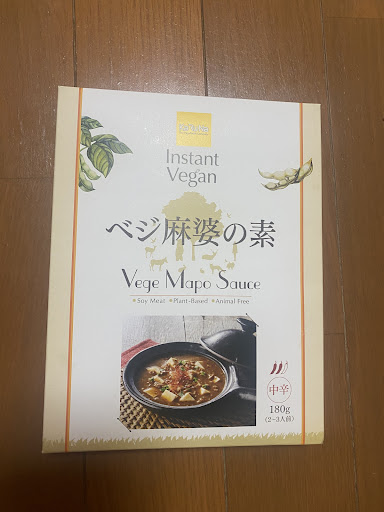 Instant
Vegan
ベジ麻婆の素
Vege Mapo Sauce
Soy Meat Plant-Based Animal Free
中辛
180g
(2~3人前)